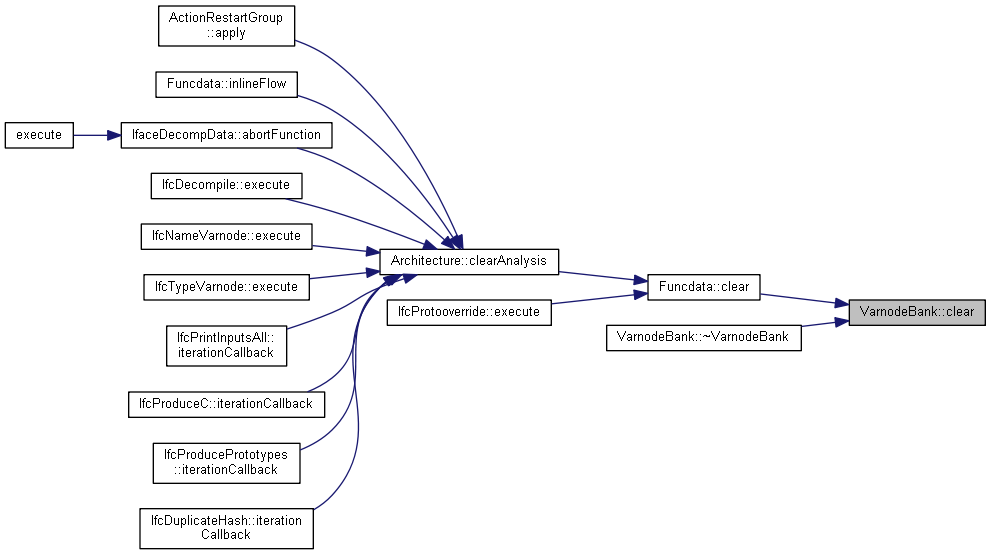 ActionRestartGroup
::apply
Funcdata::inlineFlow
execute
IfaceDecompData::abortFunction
IfcDecompile::execute
IfcNameVarnode::execute
Architecture::clearAnalysis
IfcTypeVarnode::execute
Funcdata::clear
IfcProtooverride::execute
VarnodeBank::clear
IfcPrintInputsAll::
iterationCallback
VarnodeBank::~VarnodeBank
IfcProduceC::iterationCallback
IfcProducePrototypes
::iterationCallback
IfcDuplicateHash::iteration
Callback